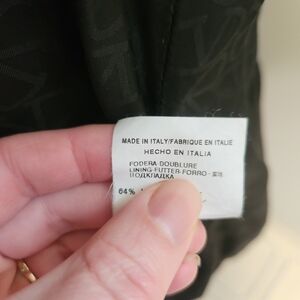 MADE IN ITALY/FABRIQUE EN ITALIE
HECHO EN ITALIA
FODERA-DOUBLURE
LINING-FUTTER-FORRO-
ПОДКЛАДКА
64%